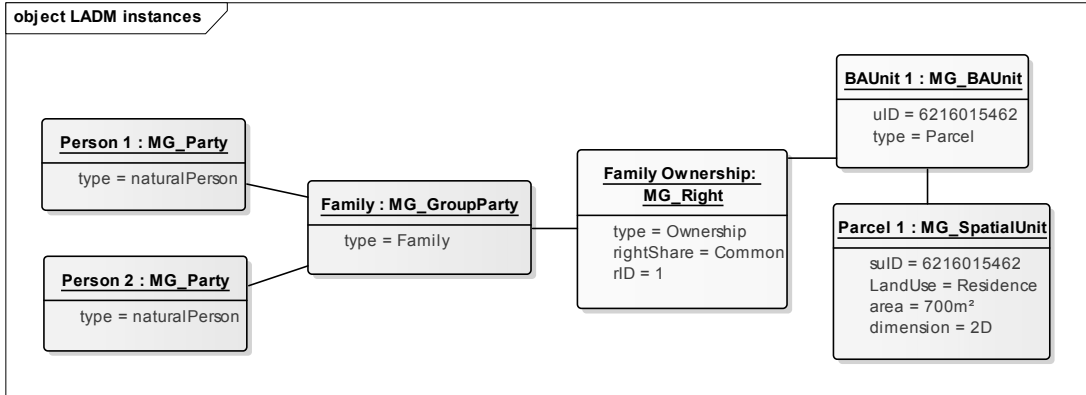 object LADM instances
Person 1 : MG_Party
type = naturalPerson
Person 2 : MG_Party
type = naturalPerson
Family : MG_GroupParty
type = Family
Family Ownership:
MG_Right
type = Ownership
rightShare = Common
rID = 1
BAUnit 1 : MG_BAUnit
uID = 6216015462
type = Parcel
Parcel 1 : MG_SpatialUnit
suID = 6216015462
LandUse = Residence
area = 700m²
dimension = 2D